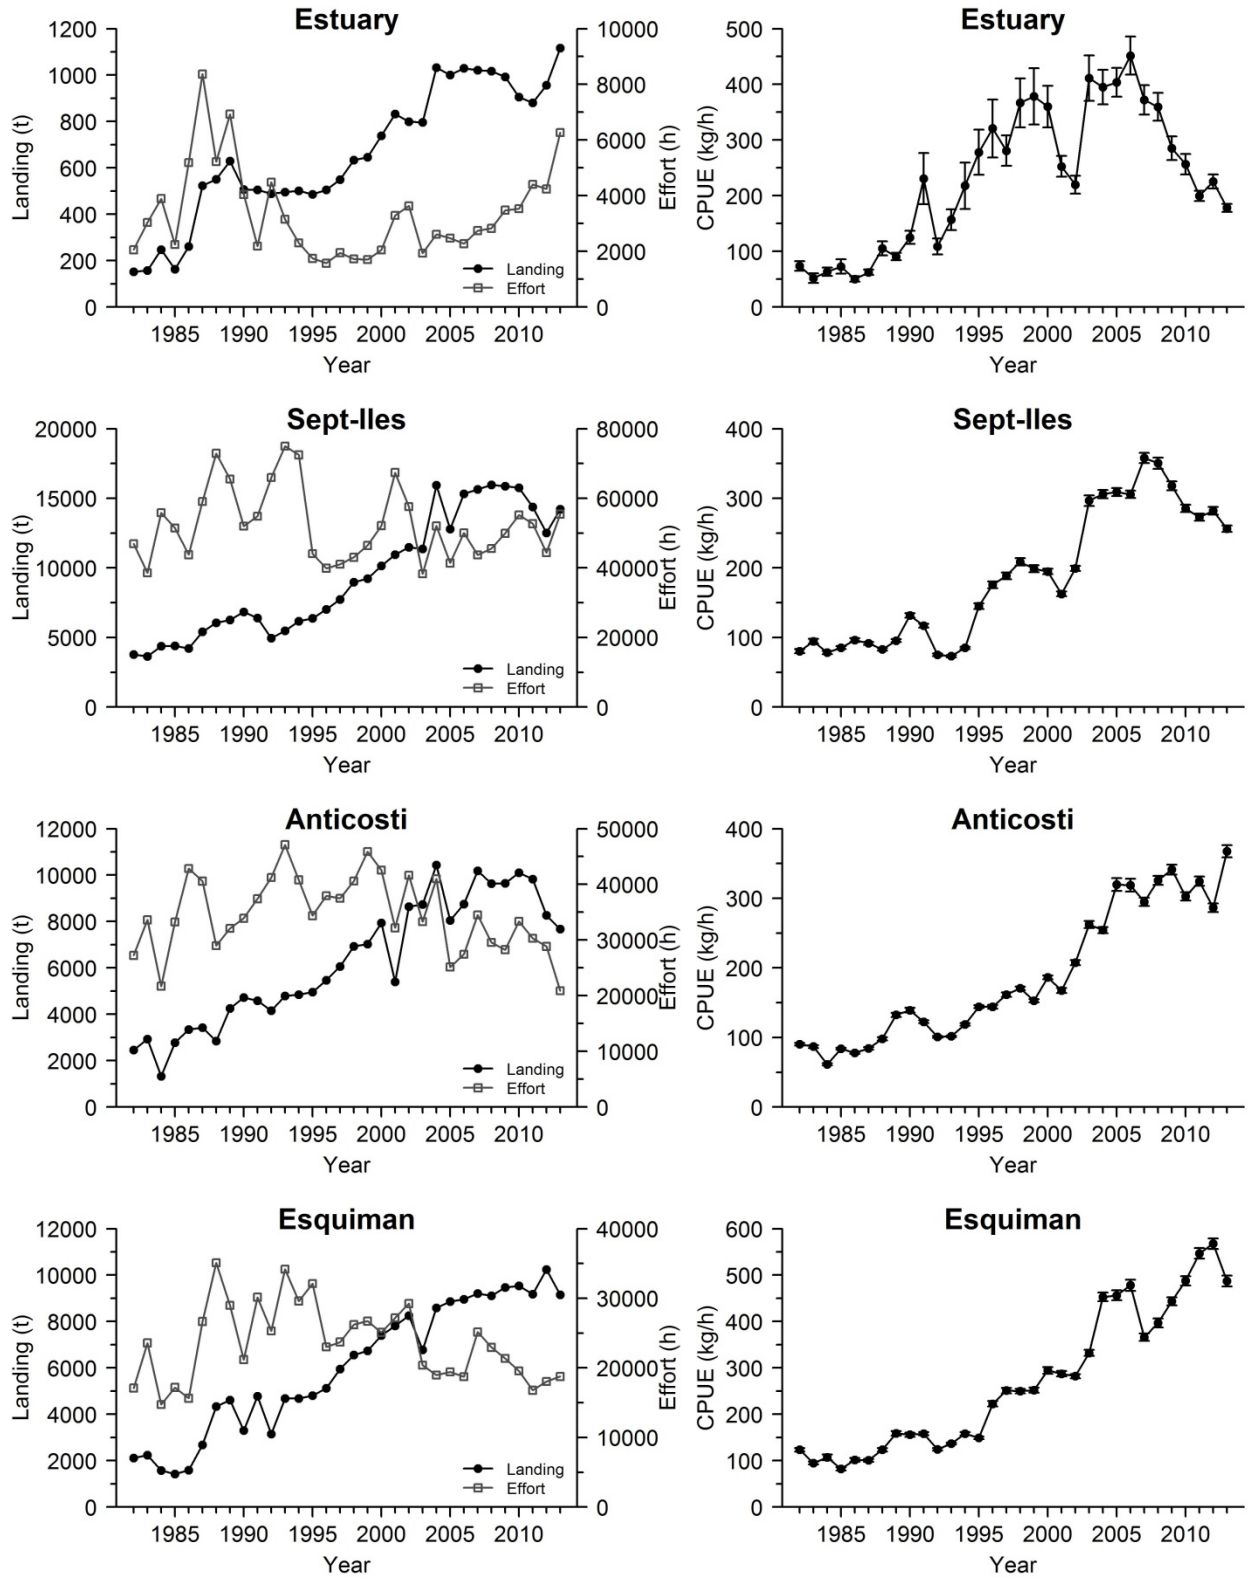 Estuary
Landing (t)
1200
1000
800
600
400
200
0
10000
8000
6000
4000
2000
0
Effort (h)
Landing
Effort
1985 1990 1995 2000 2005 2010
Year
Estuary
CPUE (kg/h)
500
400
300
200
100
0
1985 1990 1995 2000 2005 2010
Year
Sept-Iles
Landing (t)
20000
15000
10000
5000
0
80000
60000
40000
20000
0
Effort (h)
Landing
Effort
1985 1990 1995 2000 2005 2010
Year
Sept-Iles
CPUE (kg/h)
400
300
200
100
0
1985 1990 1995 2000 2005 2010
Year
Anticosti
Landing (t)
12000
10000
8000
6000
4000
2000
0
50000
40000
30000
20000
10000
0
Effort (h)
Landing
Effort
1985 1990 1995 2000 2005 2010
Year
Anticosti
CPUE (kg/h)
400
300
200
100
0
1985 1990 1995 2000 2005 2010
Year
Esquiman
Landing (t)
12000
10000
8000
6000
4000
2000
0
40000
30000
20000
10000
0
Effort (h)
Landing
Effort
1985 1990 1995 2000 2005 2010
Year
Esquiman
CPUE (kg/h)
600
500
400
300
200
100
0
1985 1990 1995 2000 2005 2010
Year